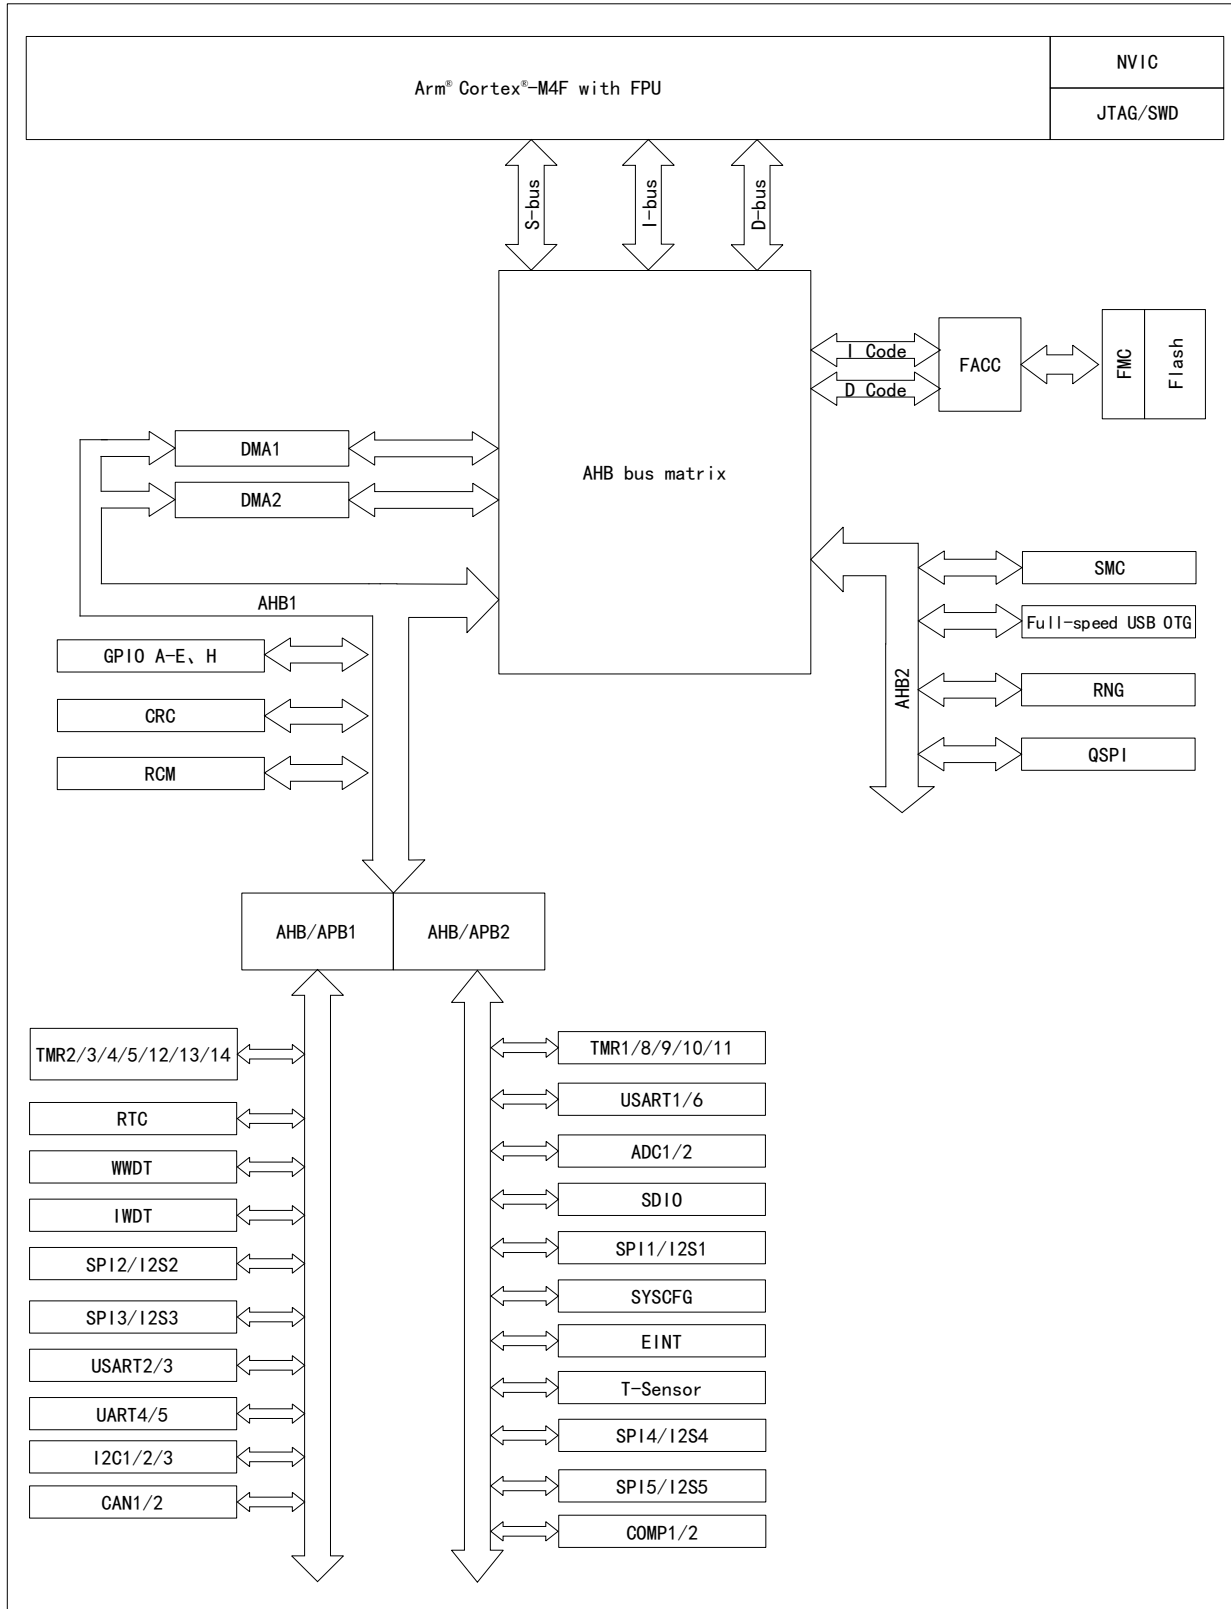 Arm® Cortex®-M4F with FPU
NVIC
JTAG/SWD
S-bus
I-bus
D-bus
I Code
D Code
FACC
FMC
Flash
DMA1
DMA2
AHB bus matrix
AHB1
AHB2
SMC
Full-speed USB OTG
RNG
QSPI
GPIO A-E、H
CRC
RCM
AHB/APB1
AHB/APB2
TMR2/3/4/5/12/13/14
RTC
WWDT
IWDT
SPI2/I2S2
SPI3/I2S3
USART2/3
UART4/5
I2C1/2/3
CAN1/2
TMR1/8/9/10/11
USART1/6
ADC1/2
SDIO
SPI1/I2S1
SYSCFG
EINT
T-Sensor
SPI4/I2S4
SPI5/I2S5
COMP1/2